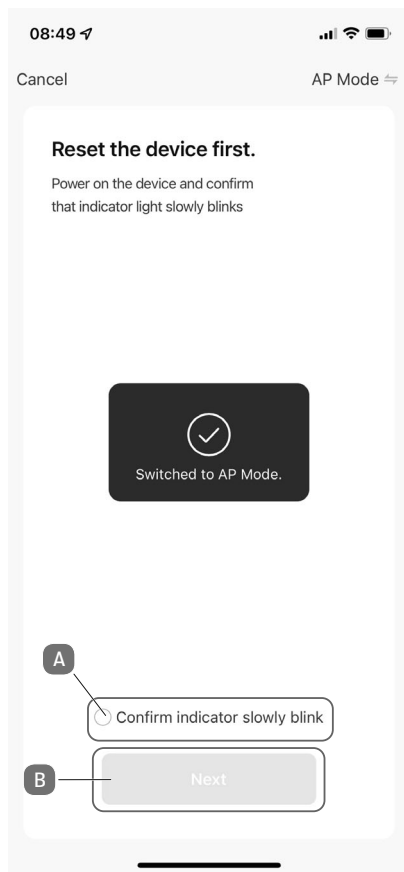 08:49
Cancel
AP Mode
Reset the device first.
Power on the device and confirm
that indicator light slowly blinks
Switched to AP Mode.
A
Confirm indicator slowly blink
B
Next